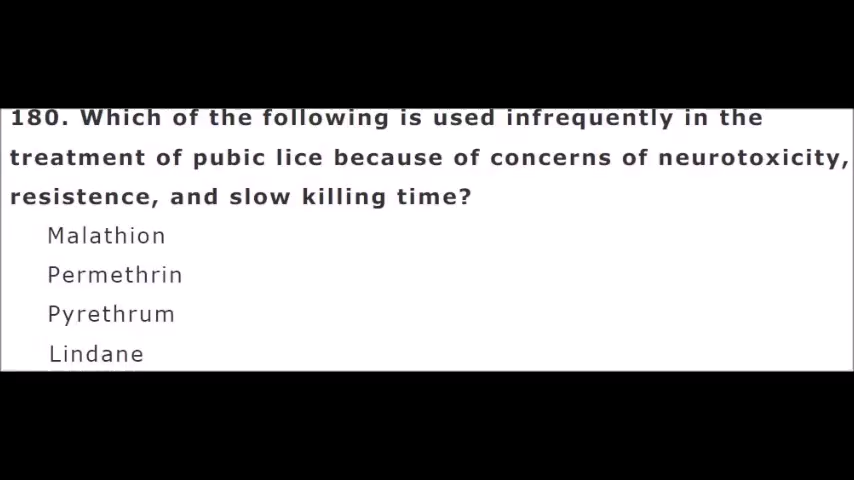 180. Which of the following is used infrequently in the
treatment of pubic lice because of concerns of neurotoxicity,
resistence, and slow killing time?
Malathion
Permethrin
Pyrethrum
Lindane